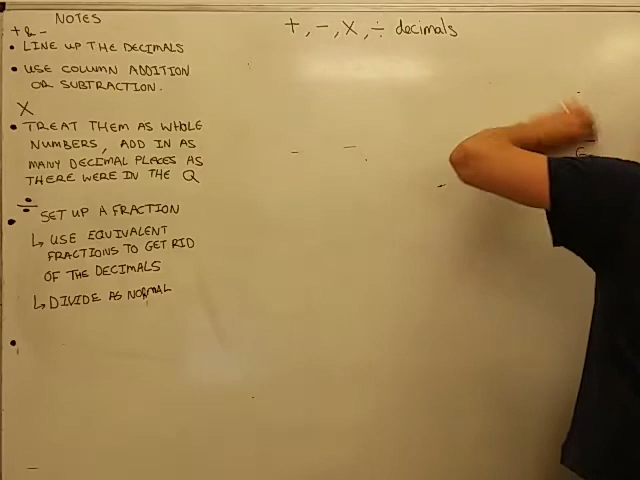 NOTES
+ & -
• LINE UP THE DECIMALS
• USE COLUMN ADDITION
OR SUBTRACTION.
X
• TREAT THEM AS WHOLE
NUMBERS, ADD IN AS
MANY DECIMAL PLACES AS
THERE WERE IN THE Q
÷
• SET UP A FRACTION
↳ USE EQUIVALENT
FRACTIONS TO GET RID
OF THE DECIMALS
↳ DIVIDE AS NORMAL
•
+, -, X, ÷ decimals